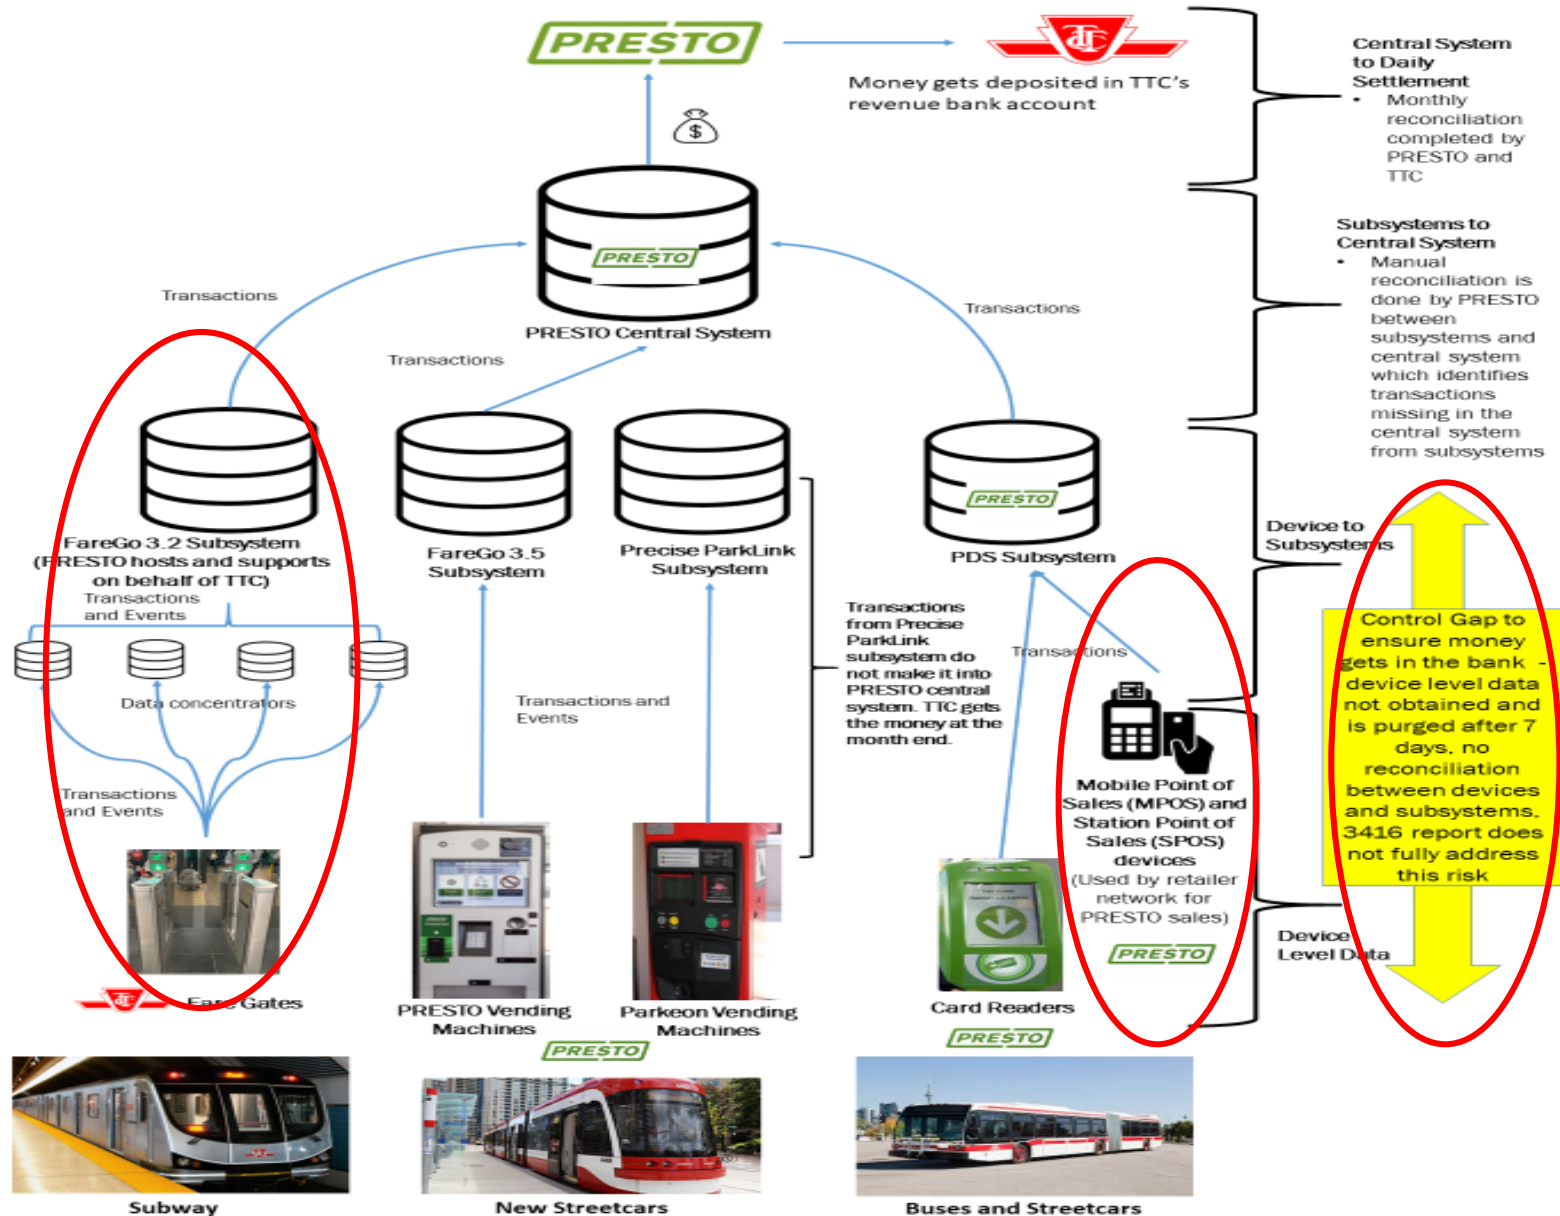 PRESTO
Money gets deposited in TTC's
revenue bank account
Central System
to Daily
Settlement
• Monthly
reconciliation
completed by
PRESTO and
TTC
$
PRESTO
PRESTO Central System
Transactions
Transactions
Transactions
Subsystems to
Central System
• Manual
reconciliation is
done by PRESTO
between
subsystems and
central system
which identifies
transactions
missing in the
central system
from subsystems
FareGo 3.2 Subsystem
(PRESTO hosts and supports
on behalf of TTC)
Transactions
and Events
Data concentrators
Transactions
and Events
Fare Gates
FareGo 3.5
Subsystem
Transactions and
Events
PRESTO Vending
Machines
Precise ParkLink
Subsystem
Parkeon Vending
Machines
PRESTO
Transactions
from Precise
ParkLink
subsystem do
not make it into
PRESTO central
system. TTC gets
the money at the
month end.
PRESTO
PDS Subsystem
Transactions
Card Readers
PRESTO
Mobile Point of
Sales (MPOS) and
Station Point of
Sales (SPOS)
devices
(Used by retailer
network for
PRESTO sales)
PRESTO
Device to
Subsystems
Device
Level Data
Control Gap to
ensure money
gets in the bank -
device level data
not obtained and
is purged after 7
days, no
reconciliation
between devices
and subsystems,
3416 report does
not fully address
this risk
Subway
New Streetcars
Buses and Streetcars